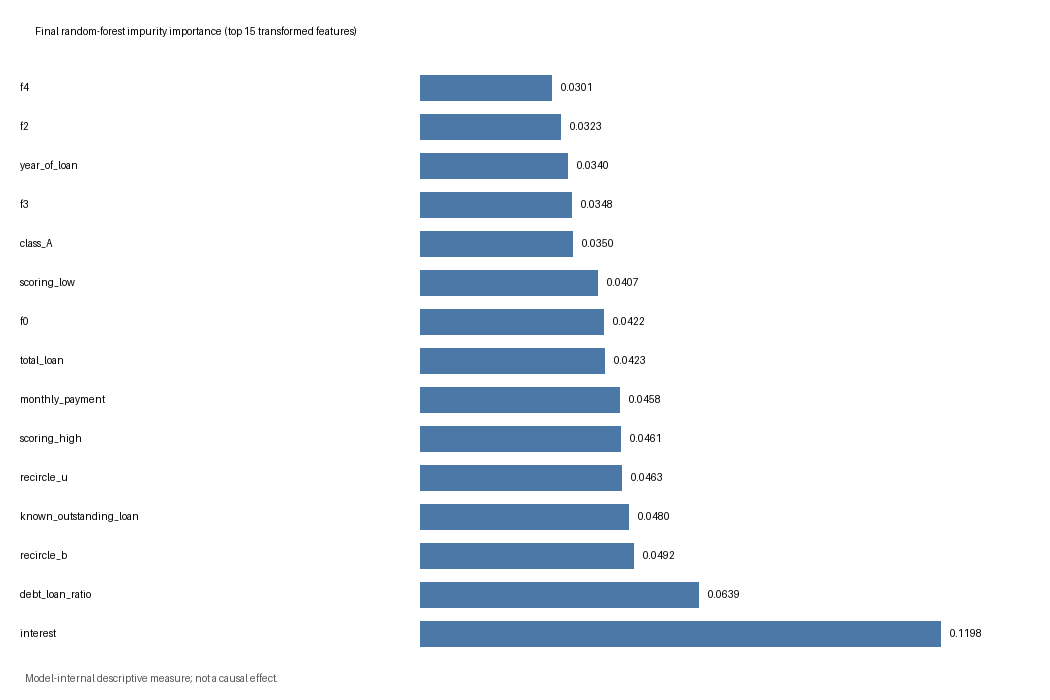 Final random-forest impurity importance (top 15 transformed features)
f4 0.0301
f2 0.0323
year_of_loan 0.0340
f3 0.0348
class_A 0.0350
scoring_low 0.0407
f0 0.0422
total_loan 0.0423
monthly_payment 0.0458
scoring_high 0.0461
recircle_u 0.0463
known_outstanding_loan 0.0480
recircle_b 0.0492
debt_loan_ratio 0.0639
interest 0.1198
Model-internal descriptive measure; not a causal effect.